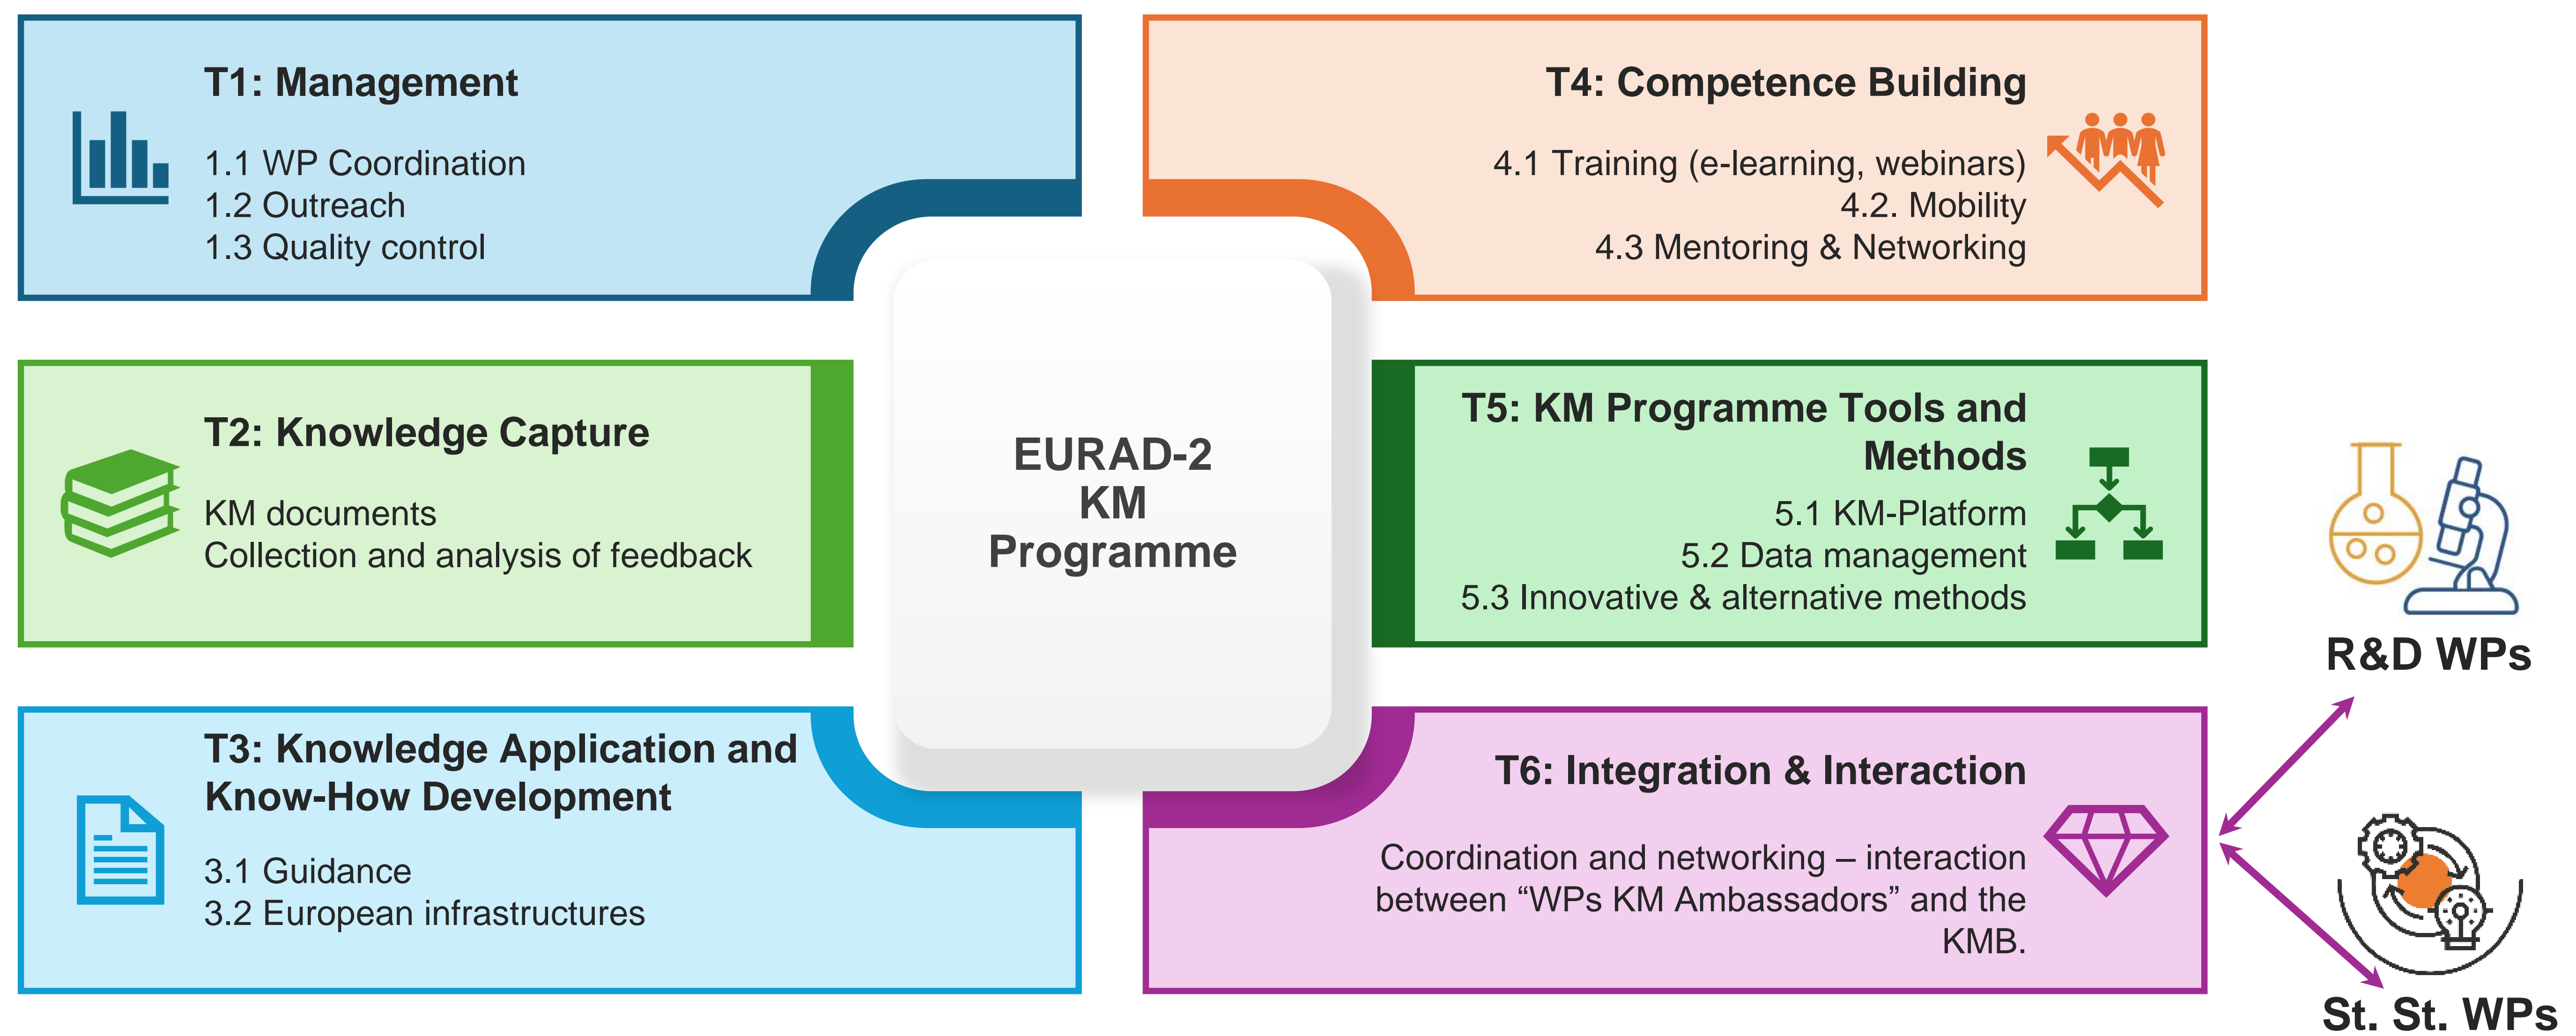 T1: Management
1.1 WP Coordination
1.2 Outreach
1.3 Quality control
T2: Knowledge Capture
KM documents
Collection and analysis of feedback
T3: Knowledge Application and
Know-How Development
3.1 Guidance
3.2 European infrastructures
EURAD-2
KM
Programme
T4: Competence Building
4.1 Training (e-learning, webinars)
4.2. Mobility
4.3 Mentoring & Networking
T5: KM Programme Tools and
Methods
5.1 KM-Platform
5.2 Data management
5.3 Innovative & alternative methods
T6: Integration & Interaction
Coordination and networking – interaction
between “WPs KM Ambassadors” and the
KMB.
R&D WPs
St. St. WPs